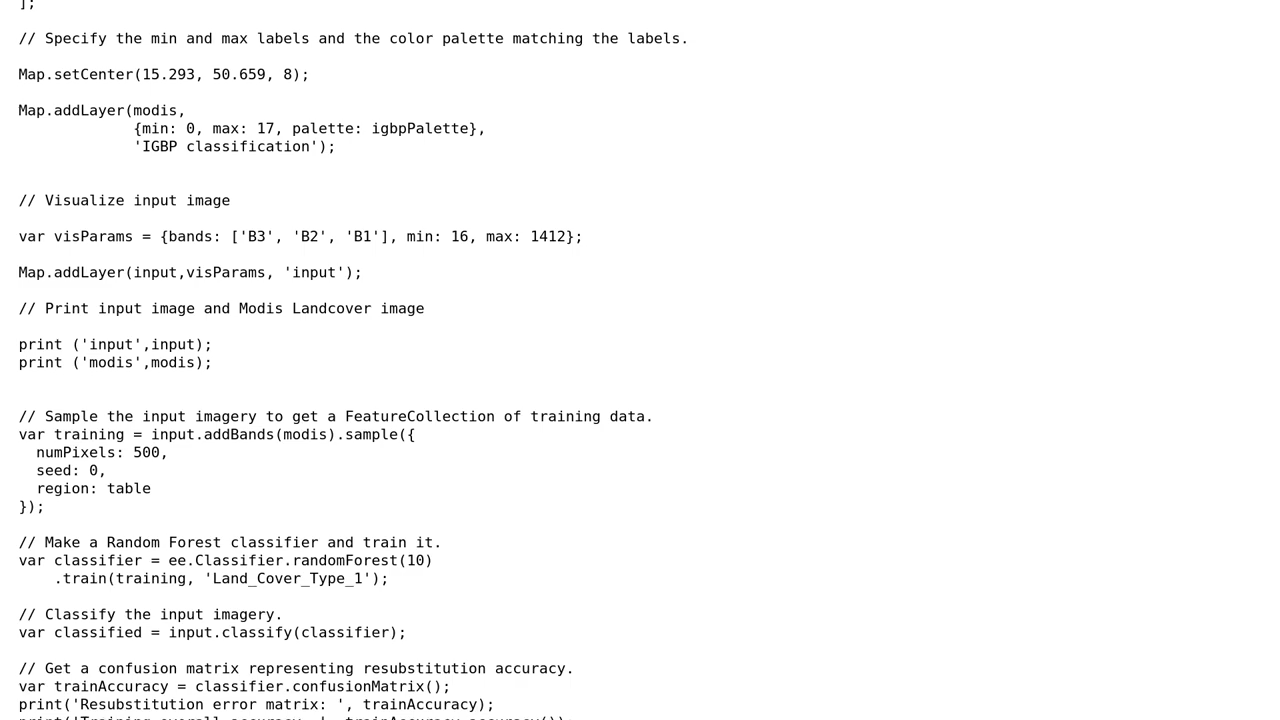 ];
// Specify the min and max labels and the color palette matching the labels.
Map.setCenter(15.293, 50.659, 8);
Map.addLayer(modis,
             {min: 0, max: 17, palette: igbpPalette},
             'IGBP classification');
// Visualize input image
var visParams = {bands: ['B3', 'B2', 'B1'], min: 16, max: 1412};
Map.addLayer(input,visParams, 'input');
// Print input image and Modis Landcover image
print ('input',input);
print ('modis',modis);
// Sample the input imagery to get a FeatureCollection of training data.
var training = input.addBands(modis).sample({
  numPixels: 500,
  seed: 0,
  region: table
});
// Make a Random Forest classifier and train it.
var classifier = ee.Classifier.randomForest(10)
    .train(training, 'Land_Cover_Type_1');
// Classify the input imagery.
var classified = input.classify(classifier);
// Get a confusion matrix representing resubstitution accuracy.
var trainAccuracy = classifier.confusionMatrix();
print('Resubstitution error matrix: ', trainAccuracy);
print('Training overall accuracy: ', trainAccuracy.accuracy());